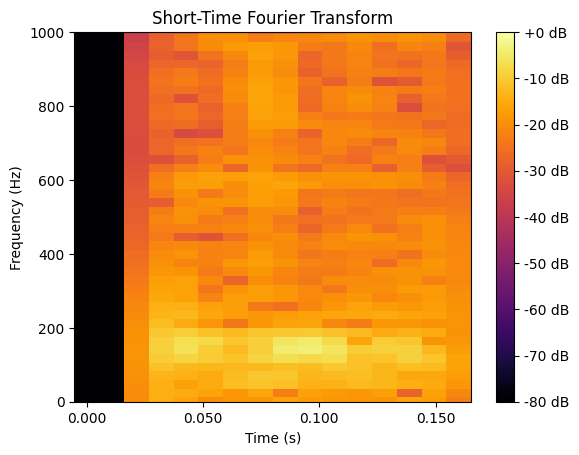 Short-Time Fourier Transform
1000
800
600
400
200
0
Frequency (Hz)
0.000
0.050
0.100
0.150
Time (s)
+0 dB
-10 dB
-20 dB
-30 dB
-40 dB
-50 dB
-60 dB
-70 dB
-80 dB